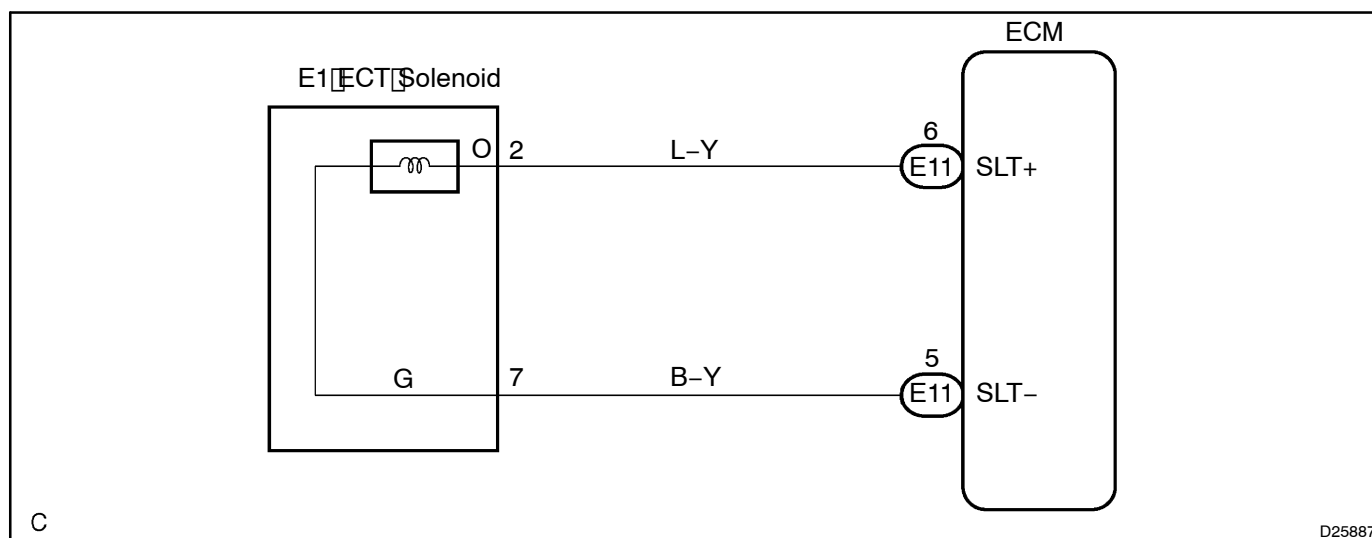 ECM
E1 ECT Solenoid
6
O 2 L–Y E11 SLT+
5
G 7 B–Y E11 SLT–
C
D25887